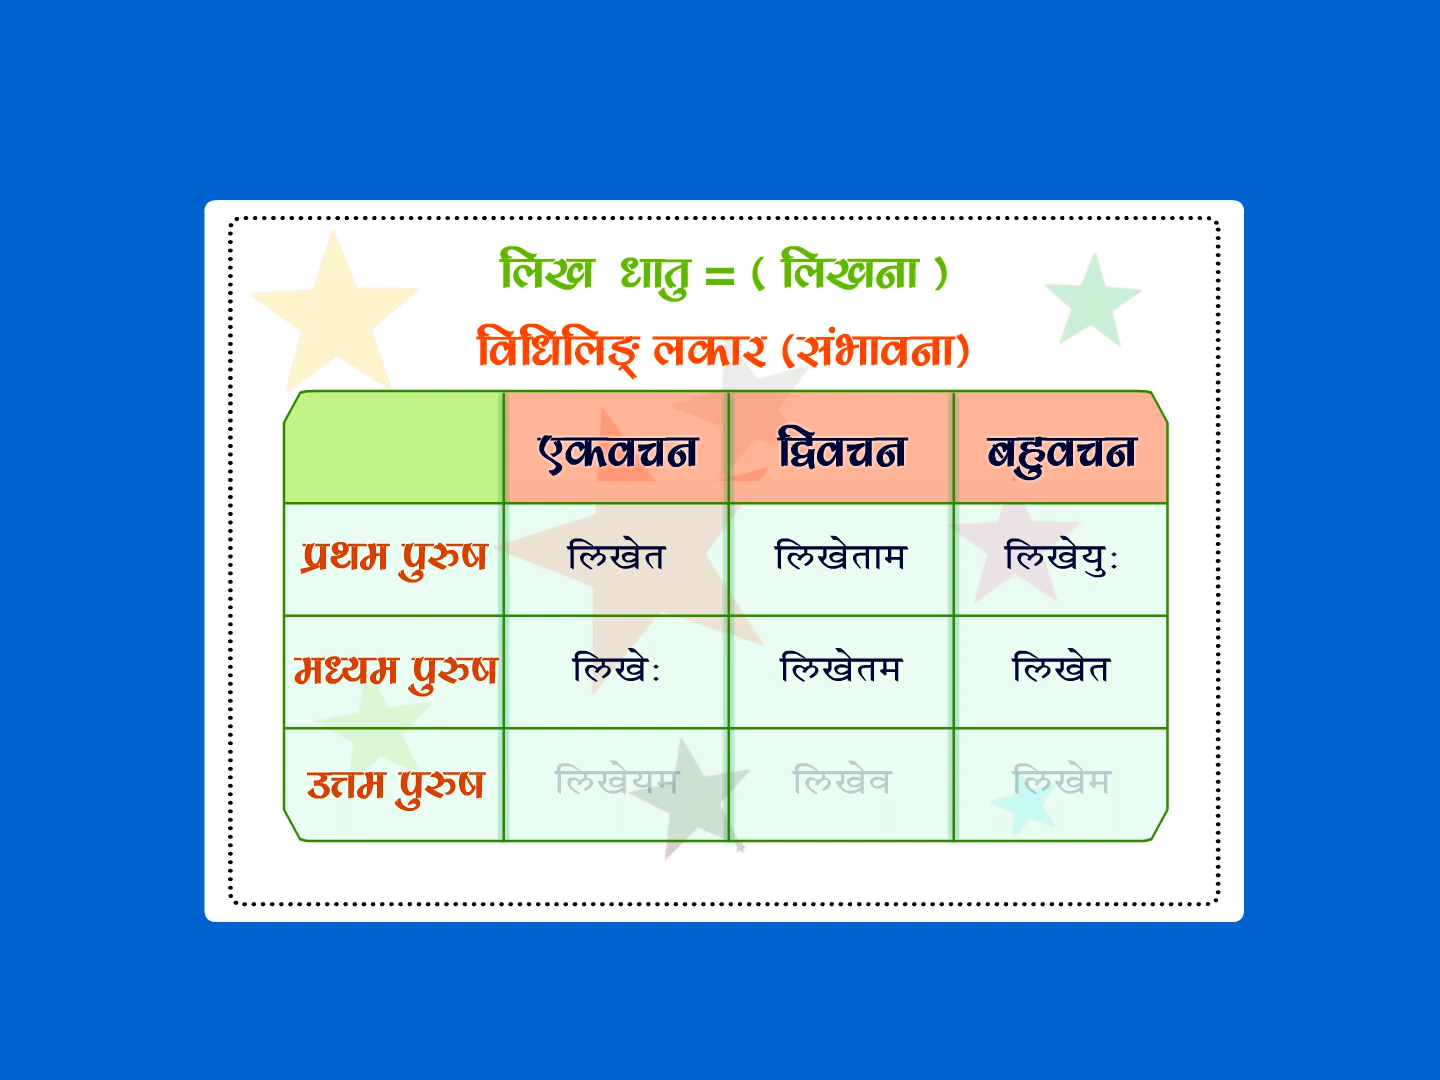 लिख धातु = ( लिखना )
विधिलिङ् लकार (संभावना)
एकवचन द्विवचन बहुवचन
प्रथम पुरुष लिखेत लिखेताम लिखेयुः
मध्यम पुरुष लिखेः लिखेतम लिखेत
उत्तम पुरुष लिखेयम लिखेव लिखेम